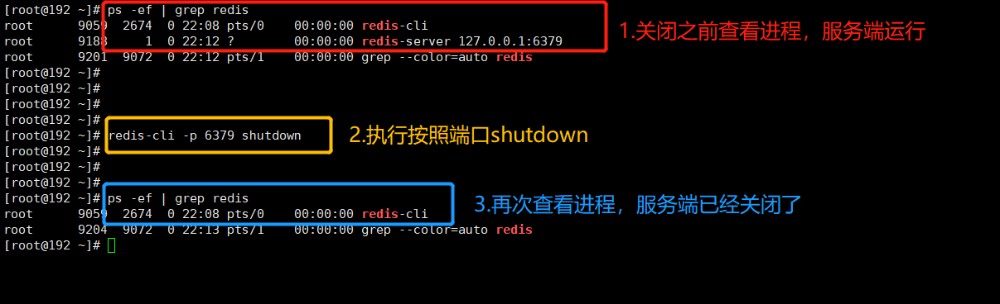 [root@192 ~]# ps -ef | grep redis
root 9059 2674 0 22:08 pts/0 00:00:00 redis-cli
root 9188 1 0 22:12 ? 00:00:00 redis-server 127.0.0.1:6379
1.关闭之前查看进程，服务端运行
root 9201 9072 0 22:12 pts/1 00:00:00 grep --color=auto redis
[root@192 ~]#
[root@192 ~]#
[root@192 ~]#
[root@192 ~]#
[root@192 ~]# redis-cli -p 6379 shutdown
2.执行按照端口shutdown
[root@192 ~]#
[root@192 ~]#
[root@192 ~]#
[root@192 ~]# ps -ef | grep redis
root 9059 2674 0 22:08 pts/0 00:00:00 redis-cli
3.再次查看进程，服务端已经关闭了
root 9204 9072 0 22:13 pts/1 00:00:00 grep --color=auto redis
[root@192 ~]#